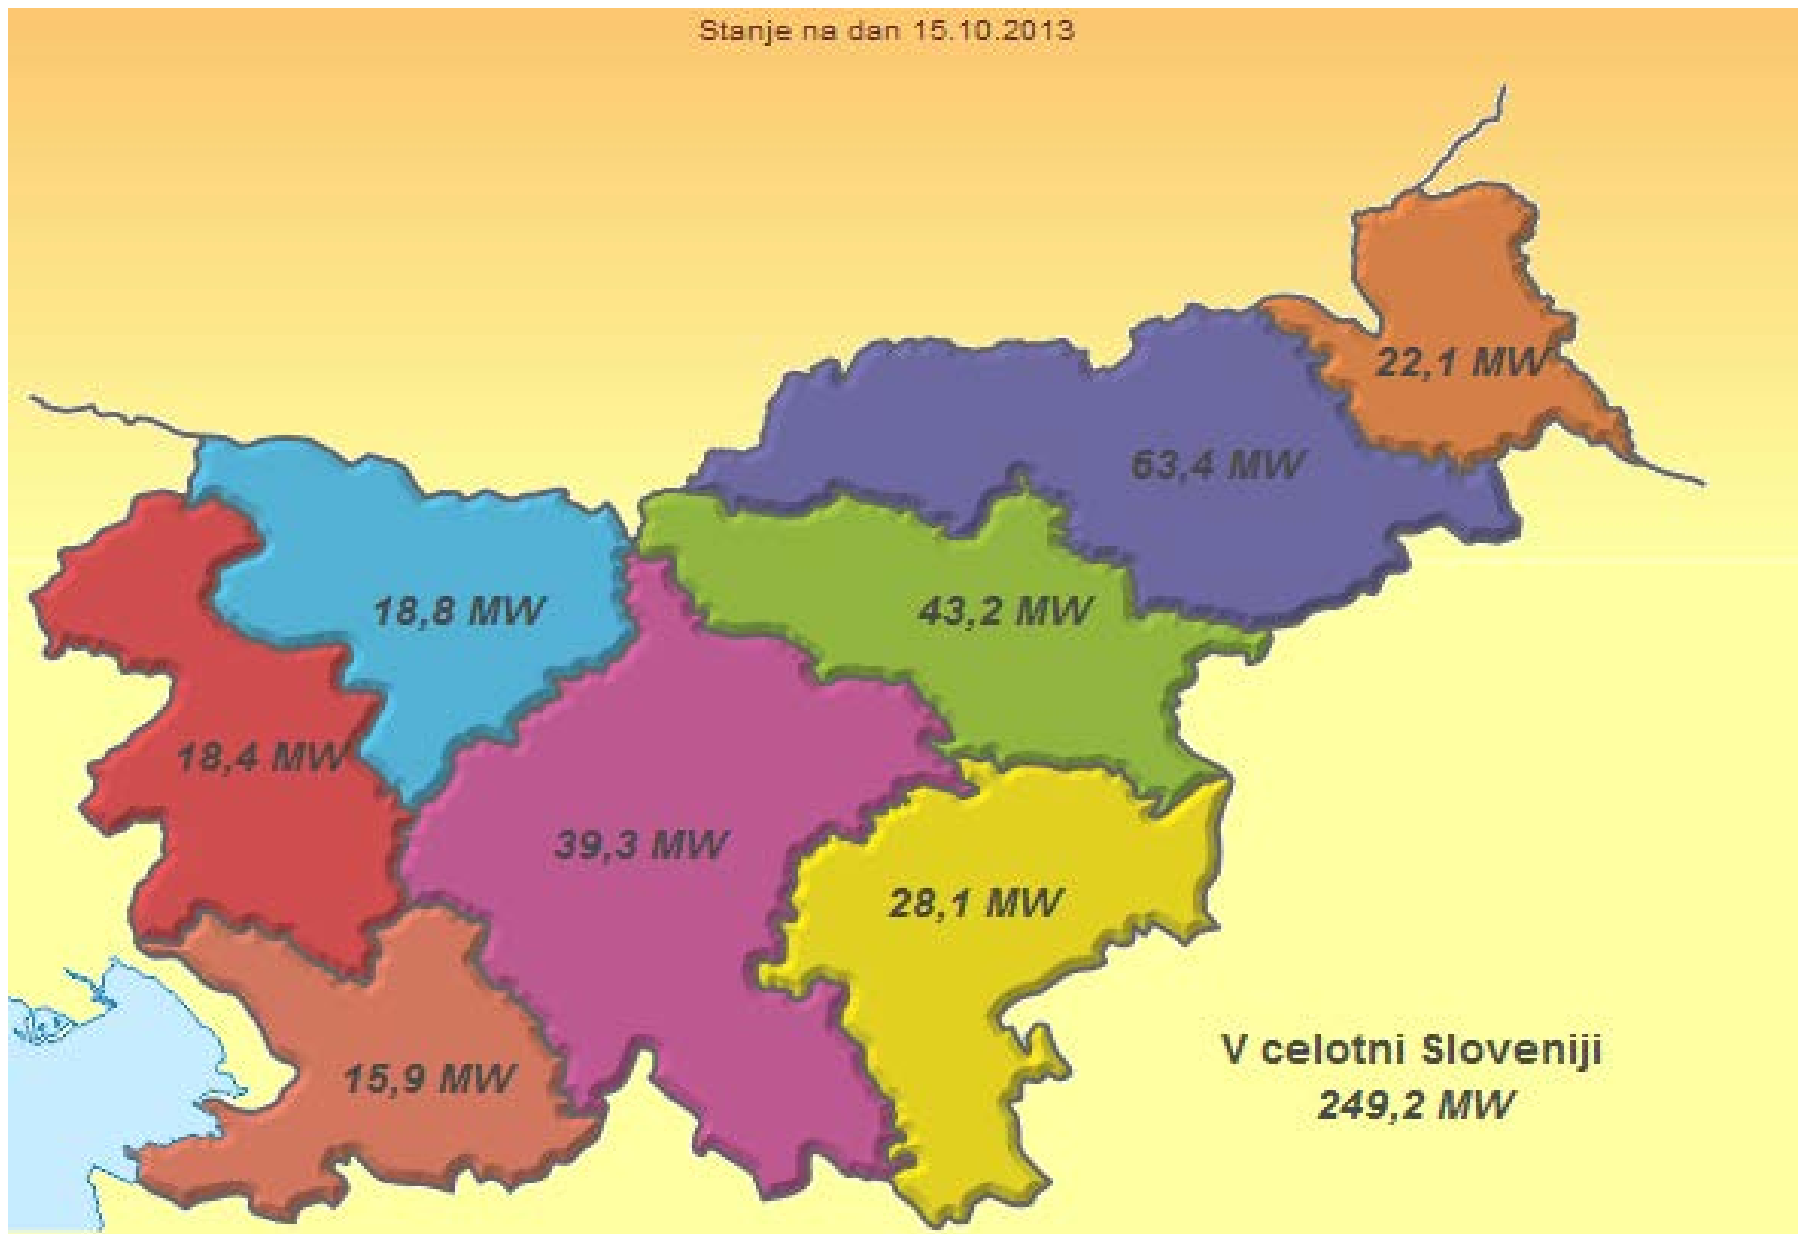 Stanje na dan 15.10.2013
22,1 MW
63,4 MW
18,8 MW
43,2 MW
18,4 MW
39,3 MW
28,1 MW
15,9 MW
V celotni Sloveniji
249,2 MW